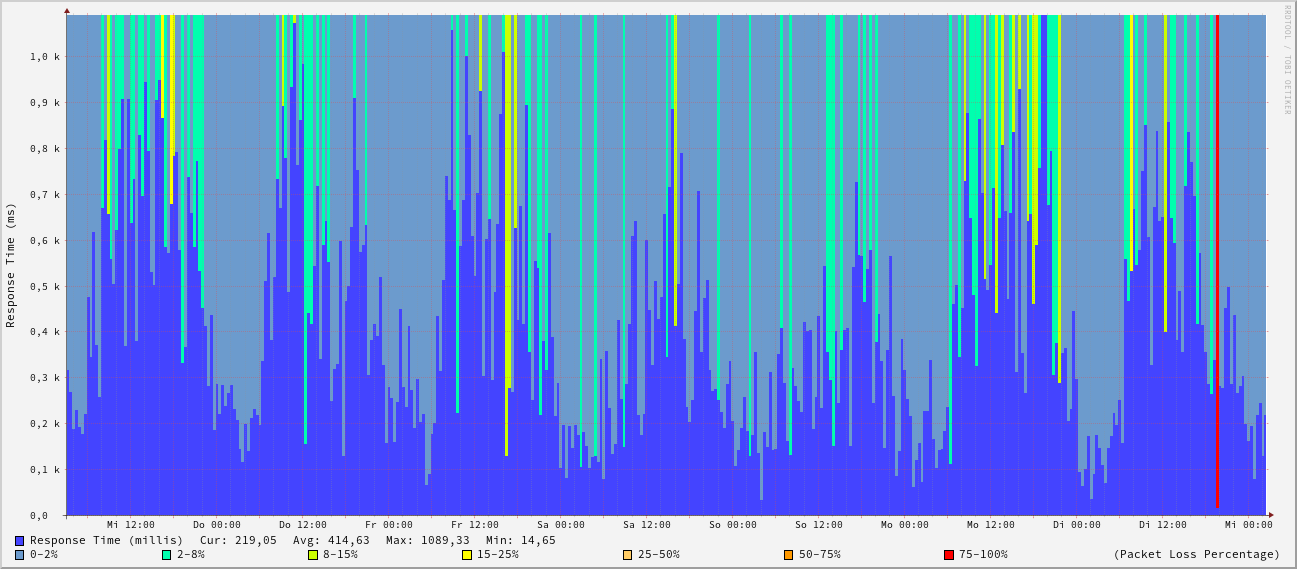 RRDTOOL / TOBI OETIKER
Response Time (ms)
1,0 k
0,9 k
0,8 k
0,7 k
0,6 k
0,5 k
0,4 k
0,3 k
0,2 k
0,1 k
0,0
Mi 12:00 Do 00:00 Do 12:00 Fr 00:00 Fr 12:00 Sa 00:00 Sa 12:00 So 00:00 So 12:00 Mo 00:00 Mo 12:00 Di 00:00 Di 12:00 Mi 00:00
Response Time (millis) Cur: 219,05 Avg: 414,63 Max: 1089,33 Min: 14,65
0-2% 2-8% 8-15% 15-25% 25-50% 50-75% 75-100% (Packet Loss Percentage)